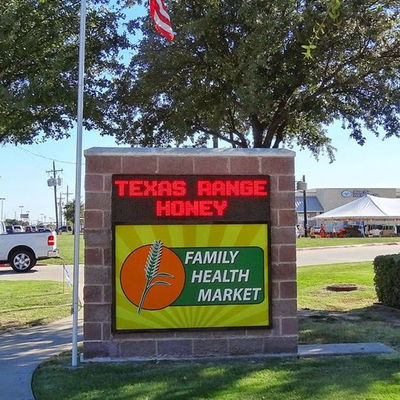 TEXAS RANGE
HONEY
FAMILY
HEALTH
MARKET